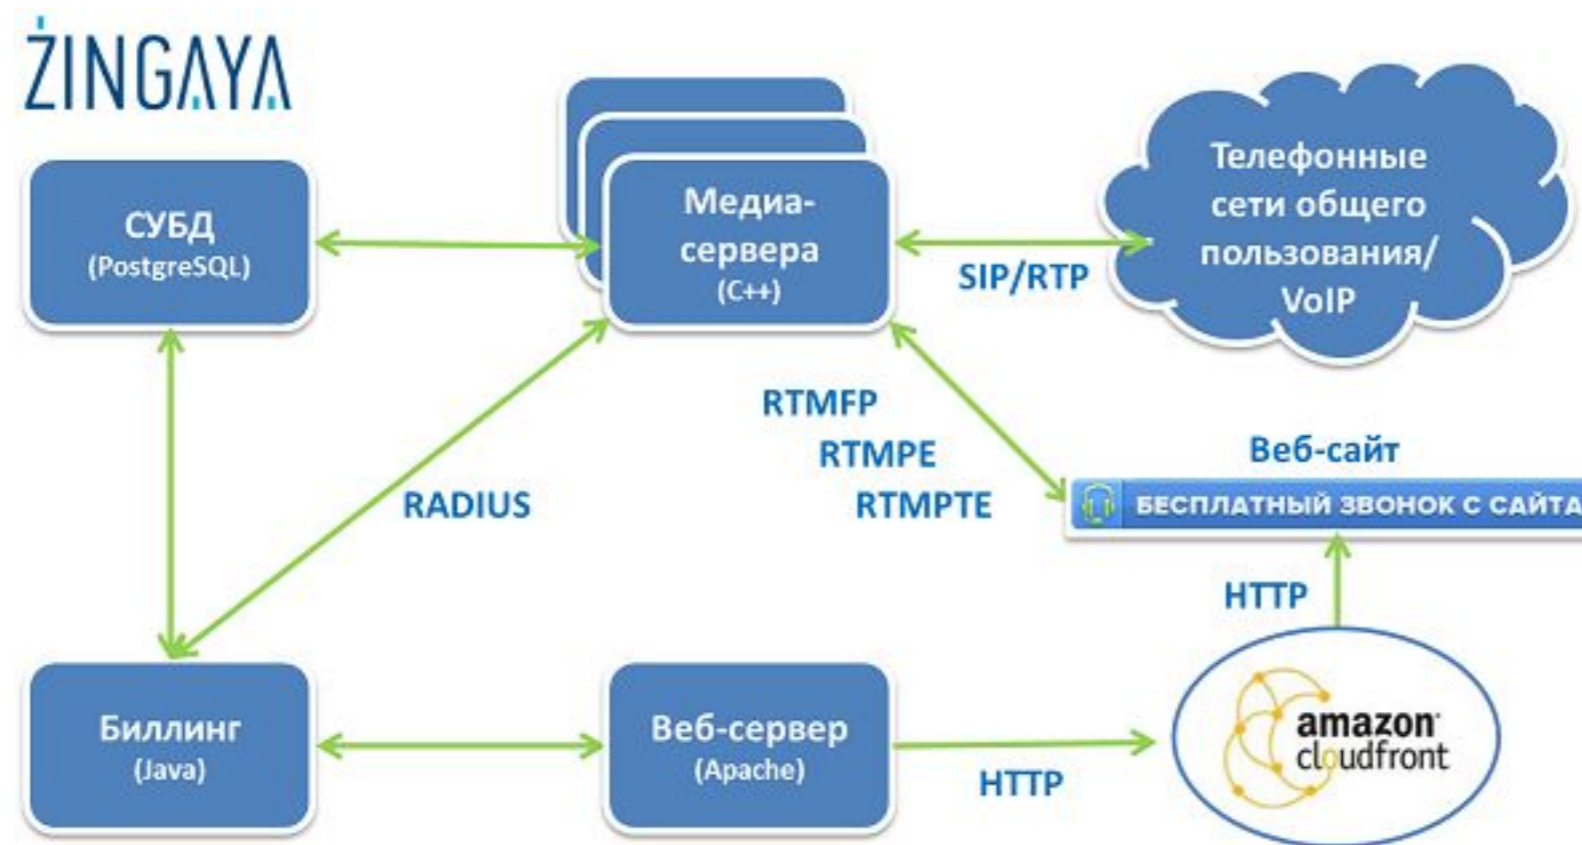 ZINGAYA
СУБД
(PostgreSQL)
Медиа-
сервера
(C++)
Телефонные
сети общего
пользования/
VoIP
SIP/RTP
RTMFP
RTMPE
RTMPTE
RADIUS
Веб-сайт
БЕСПЛАТНЫЙ ЗВОНОК С САЙТА
HTTP
Биллинг
(Java)
Веб-сервер
(Apache)
HTTP
amazon
cloudfront